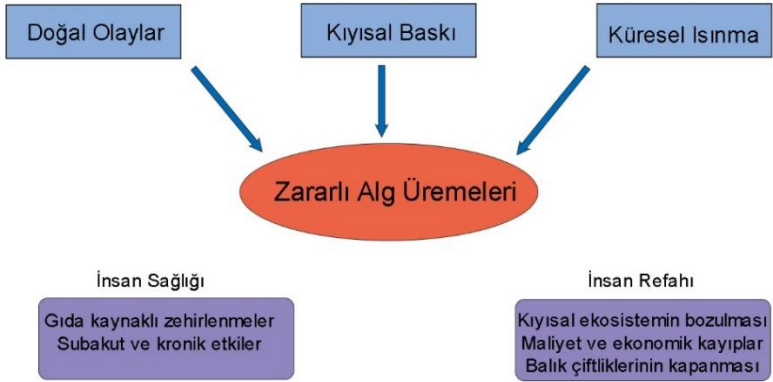 Doğal Olaylar
Kıyısal Baskı
Küresel Isınma
Zararlı Alg Üremeleri
İnsan Sağlığı
Gıda kaynaklı zehirlenmeler
Subakut ve kronik etkiler
İnsan Refahı
Kıyısal ekosistemin bozulması
Maliyet ve ekonomik kayıplar
Balık çiftliklerinin kapanması